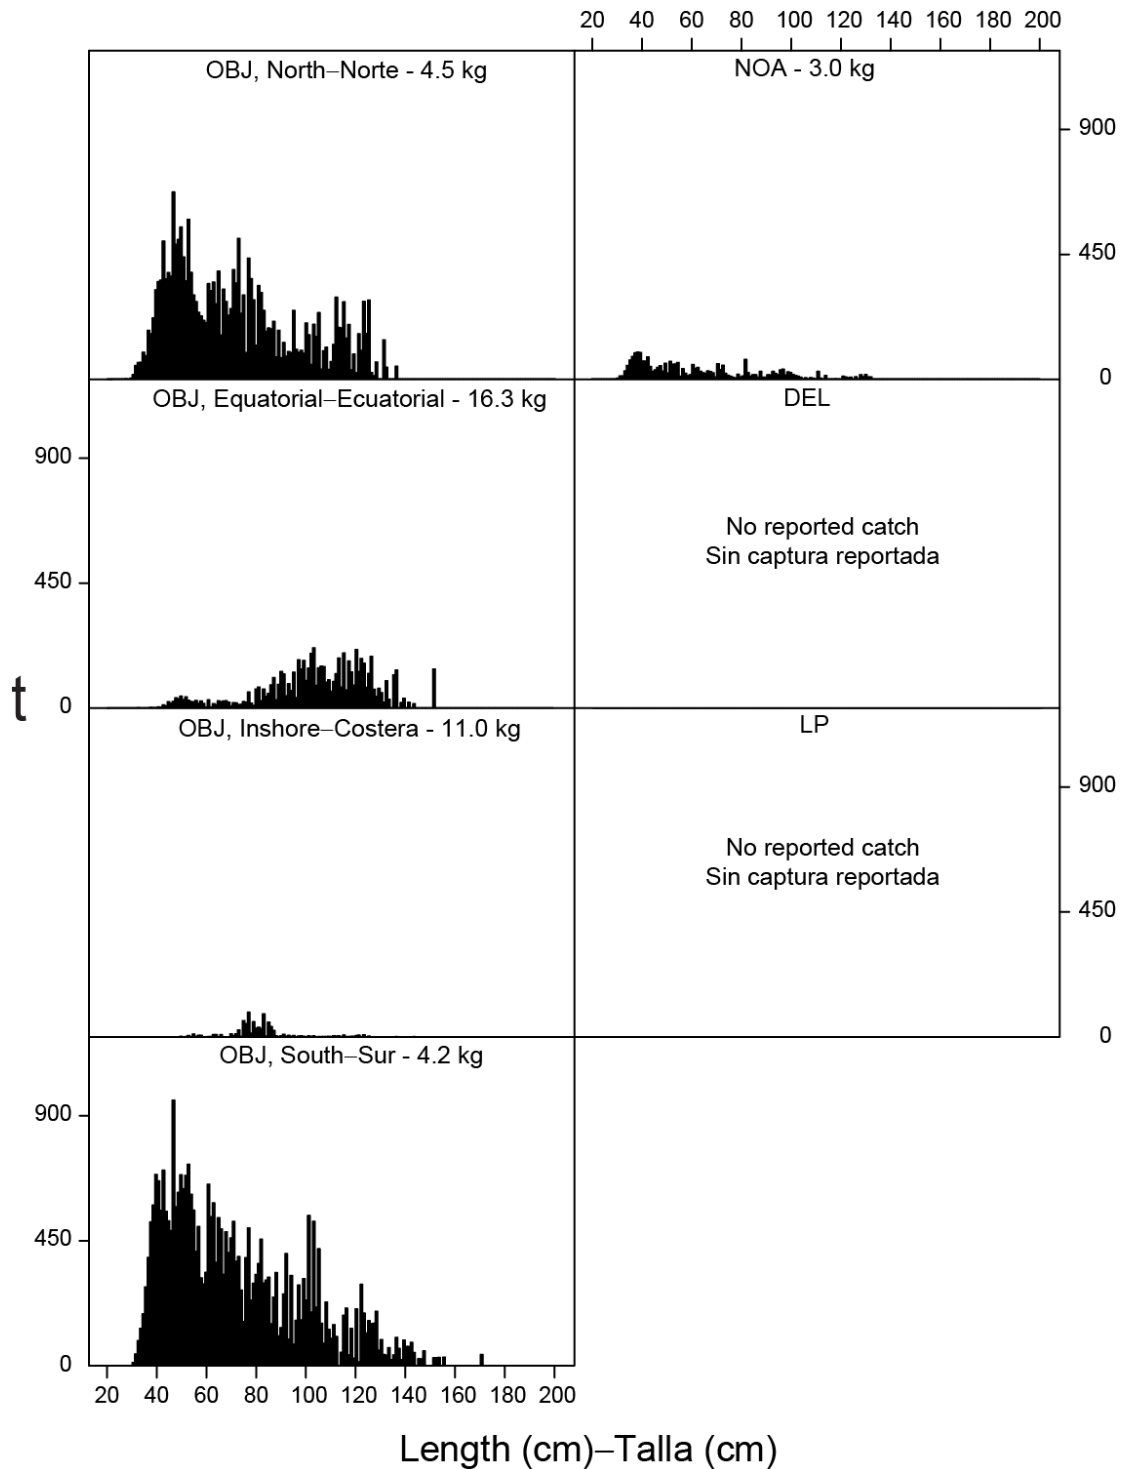 20 40 60 80 100 120 140 160 180 200
OBJ, North–Norte - 4.5 kg
NOA - 3.0 kg
900
450
0
OBJ, Equatorial–Ecuatorial - 16.3 kg
DEL
900
450
0
No reported catch
Sin captura reportada
t
OBJ, Inshore–Costera - 11.0 kg
LP
No reported catch
Sin captura reportada
900
450
0
OBJ, South–Sur - 4.2 kg
900
450
0
20 40 60 80 100 120 140 160 180 200
Length (cm)–Talla (cm)